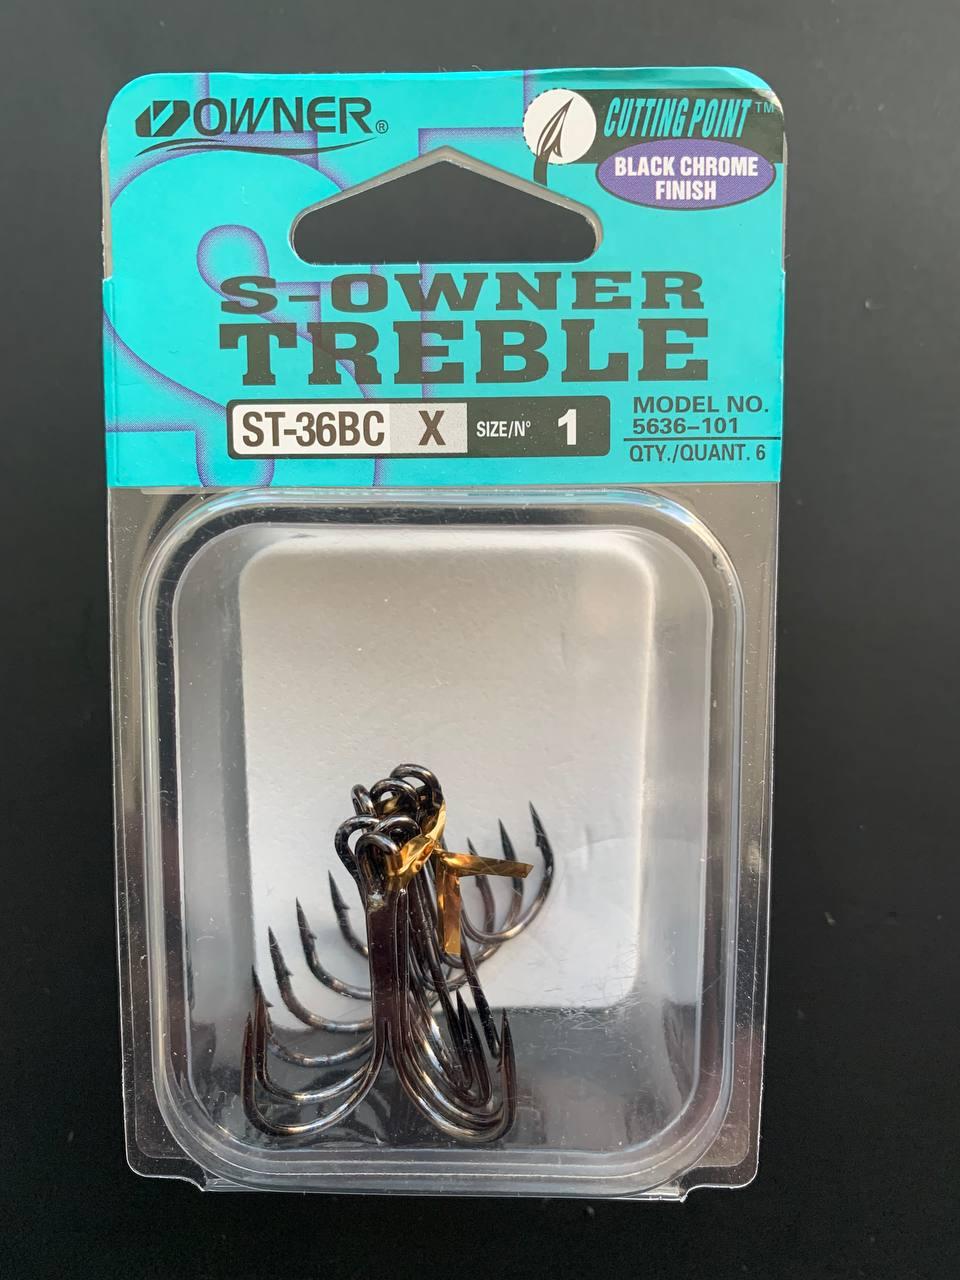 OWNER®
CUTTING POINT™
BLACK CHROME
FINISH
S-OWNER
TREBLE
ST-36BC X SIZE/N° 1
MODEL NO.
5636-101
QTY./QUANT. 6